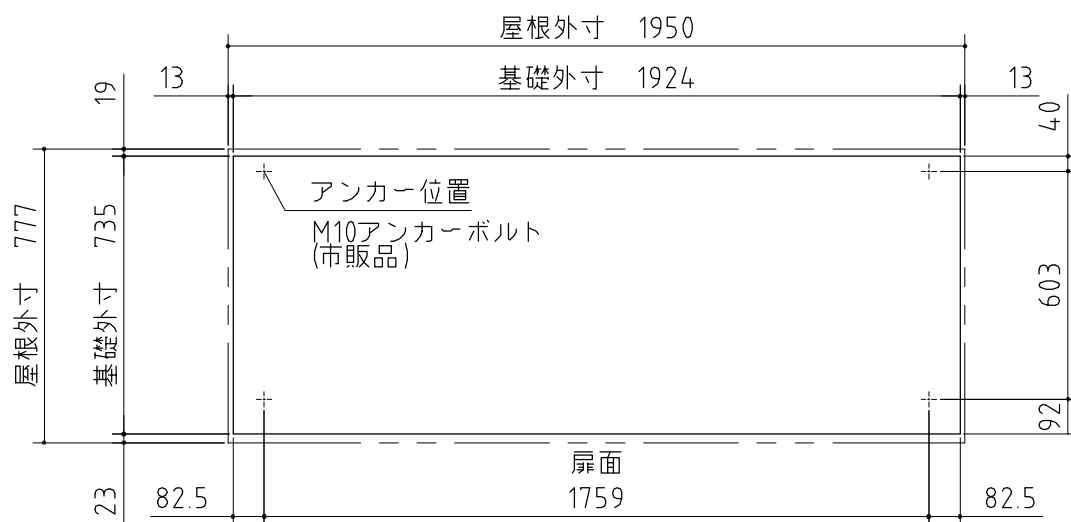 屋根外寸 1950
13
基礎外寸 1924
13
19
40
アンカー位置
M10アンカーボルト
(市販品)
屋根外寸 777
基礎外寸 735
603
92
扉面
23
82.5
1759
82.5